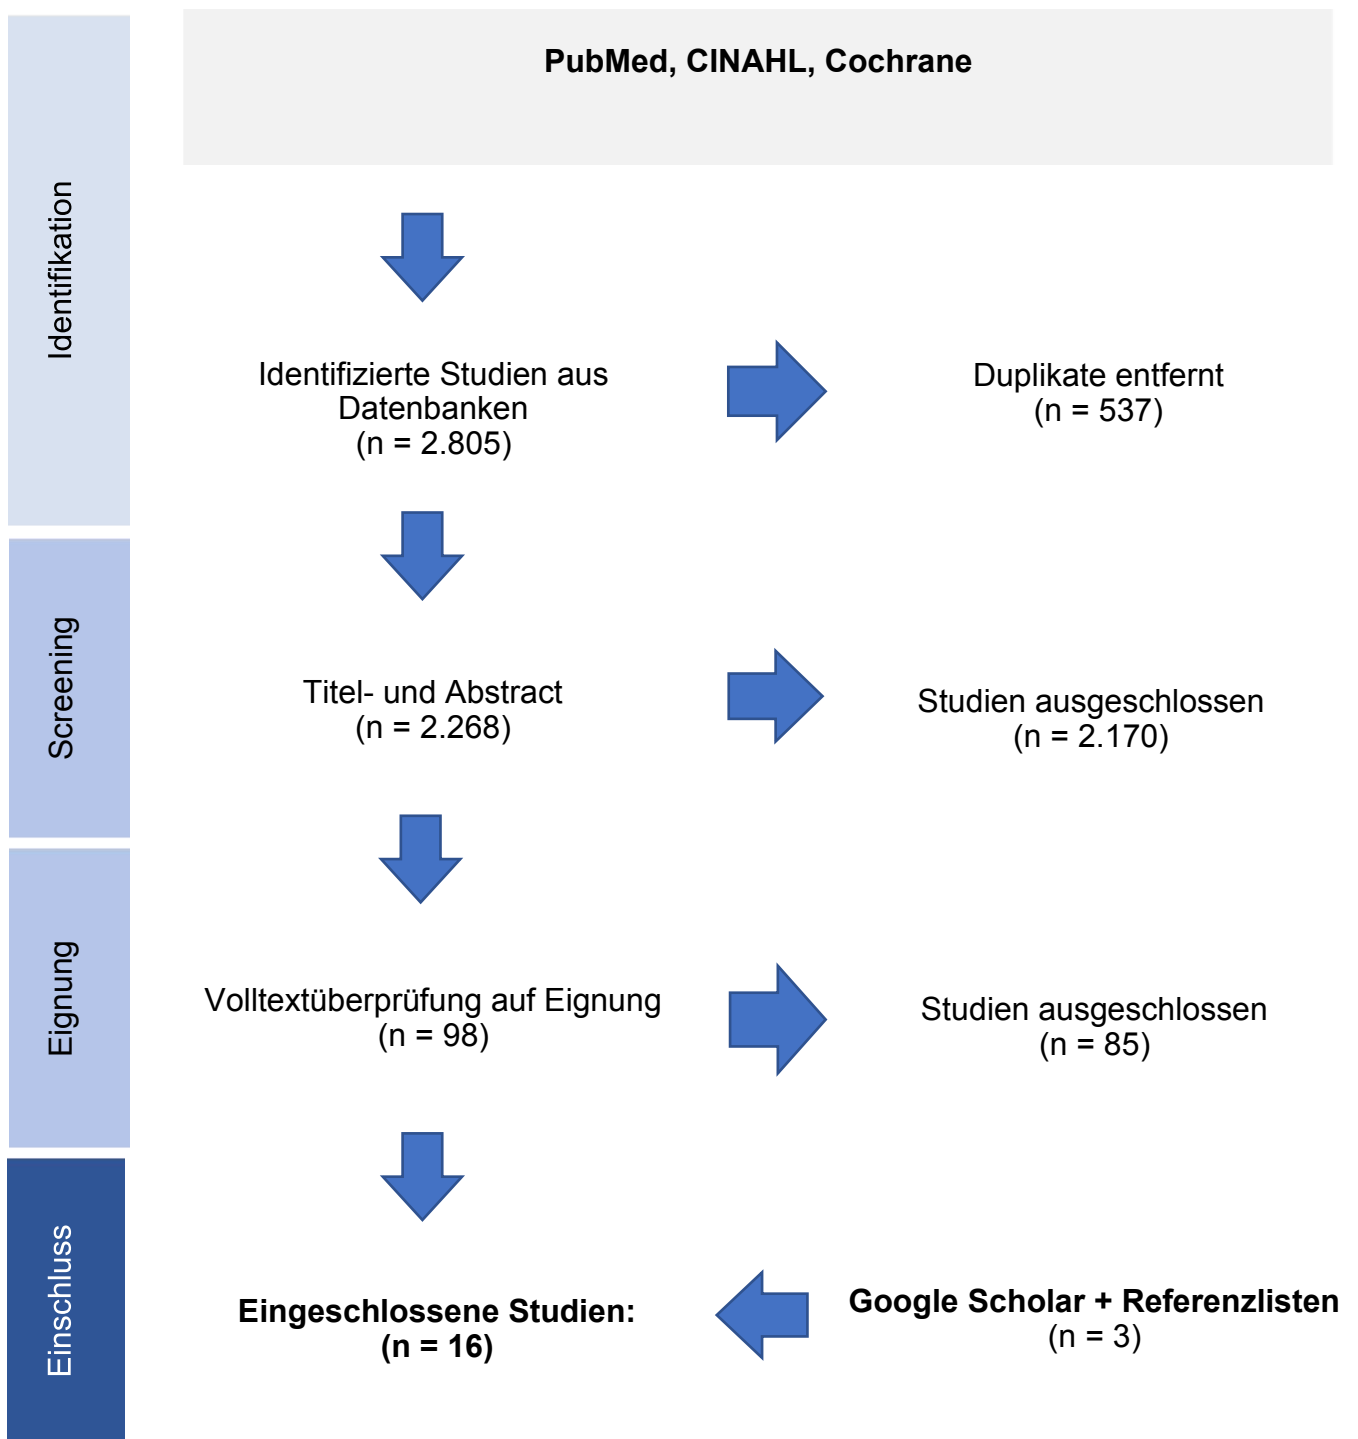 PubMed, CINAHL, Cochrane
Identifikation
Identifizierte Studien aus
Datenbanken
(n = 2.805)
Duplikate entfernt
(n = 537)
Screening
Titel- und Abstract
(n = 2.268)
Studien ausgeschlossen
(n = 2.170)
Eignung
Volltextüberprüfung auf Eignung
(n = 98)
Studien ausgeschlossen
(n = 85)
Einschluss
Eingeschlossene Studien:
(n = 16)
Google Scholar + Referenzlisten
(n = 3)